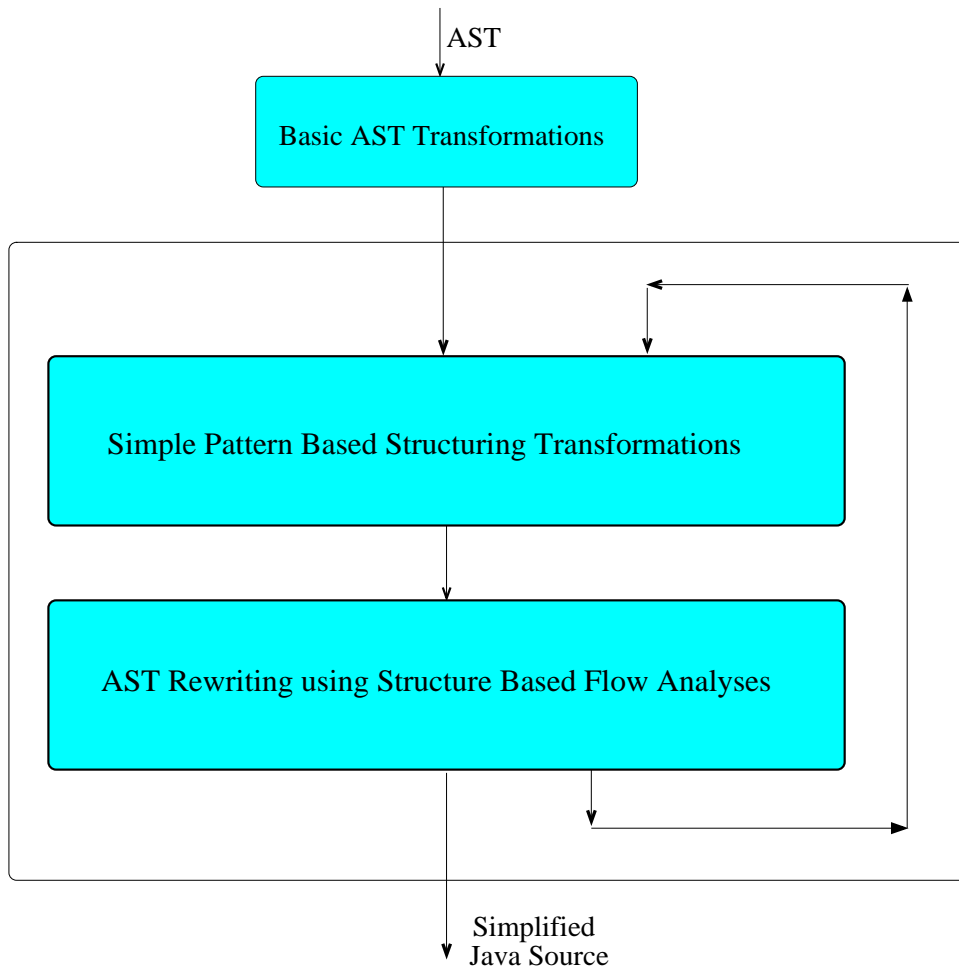 AST
Basic AST Transformations
Simple Pattern Based Structuring Transformations
AST Rewriting using Structure Based Flow Analyses
Simplified
Java Source